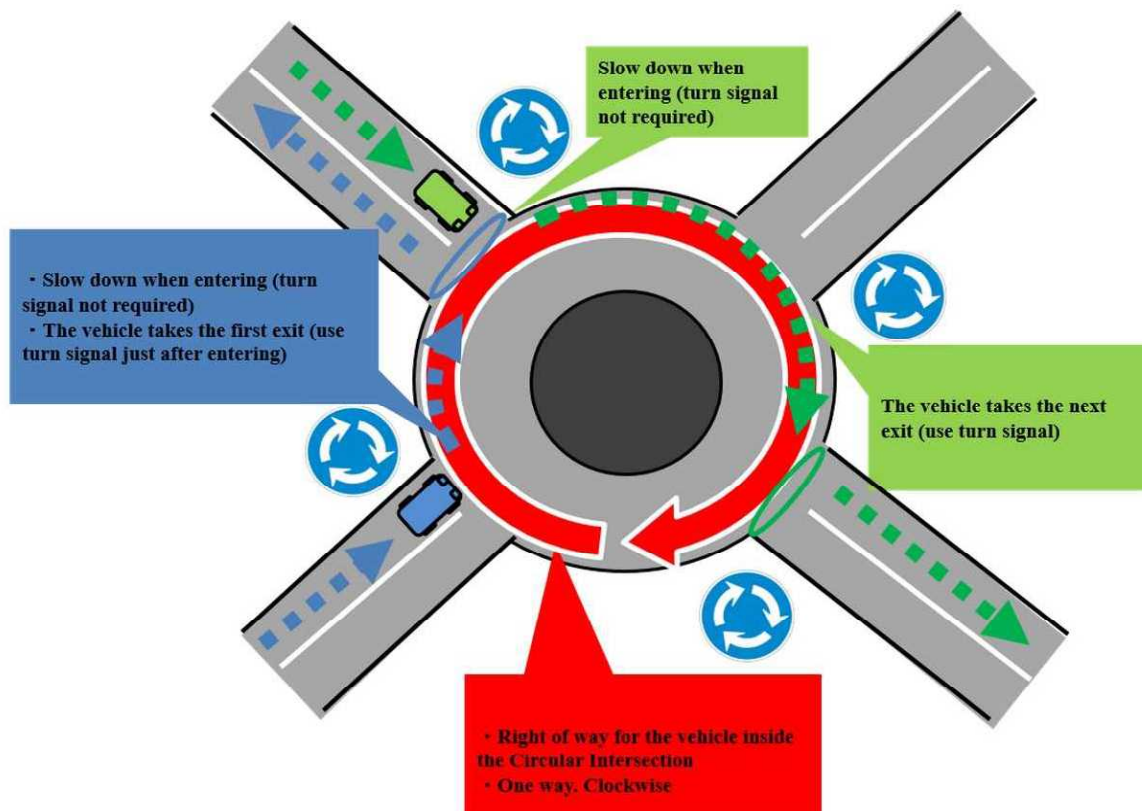 Slow down when
entering (turn signal
not required)
・Slow down when entering (turn
signal not required)
・The vehicle takes the first exit (use
turn signal just after entering)
The vehicle takes the next
exit (use turn signal)
・Right of way for the vehicle inside
the Circular Intersection
・One way. Clockwise